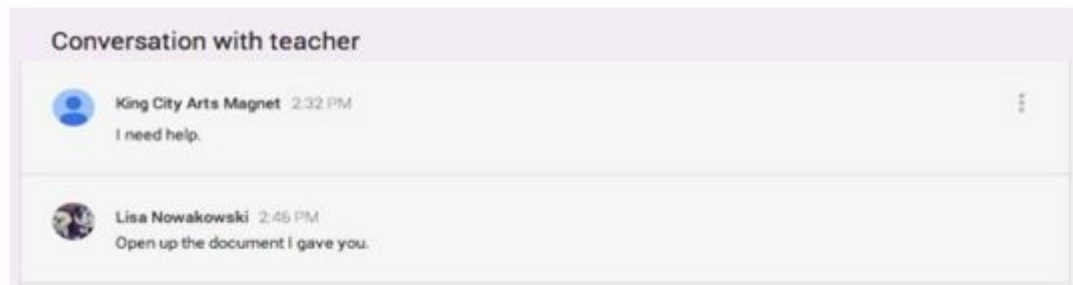 Conversation with teacher
King City Arts Magnet 2:32 PM
I need help.
Lisa Nowakowski 2:46 PM
Open up the document I gave you.